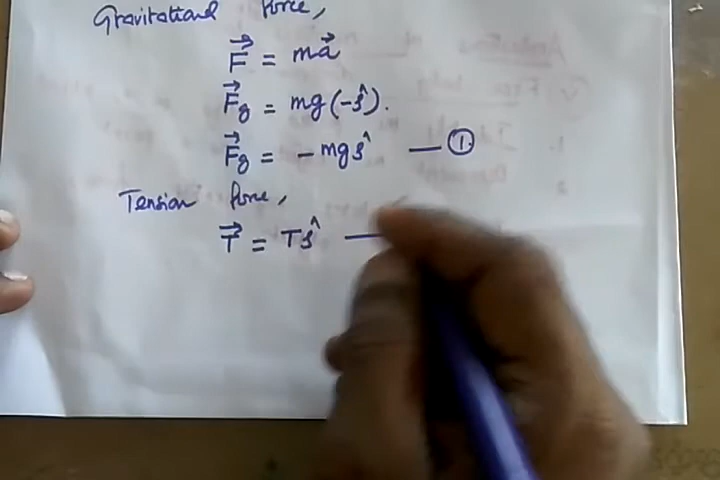 Gravitational force,
F⃗ = ma⃗
F⃗g = mg(-ĵ).
F⃗g = - mgĵ — ①
Tension force,
T⃗ = Tĵ —